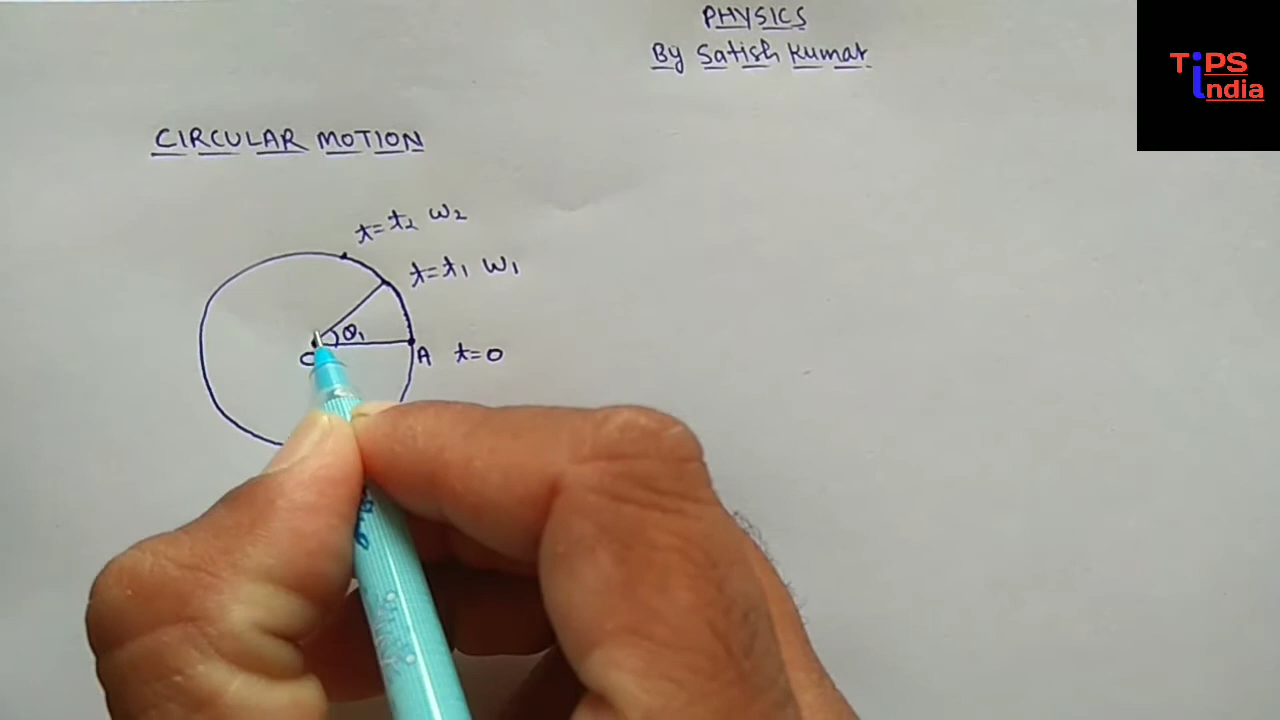 PHYSICS
By Satish Kumar
TiPS
india
CIRCULAR MOTION
t=t₂ ω₂
t=t₁ ω₁
θ₁
O
A t=0